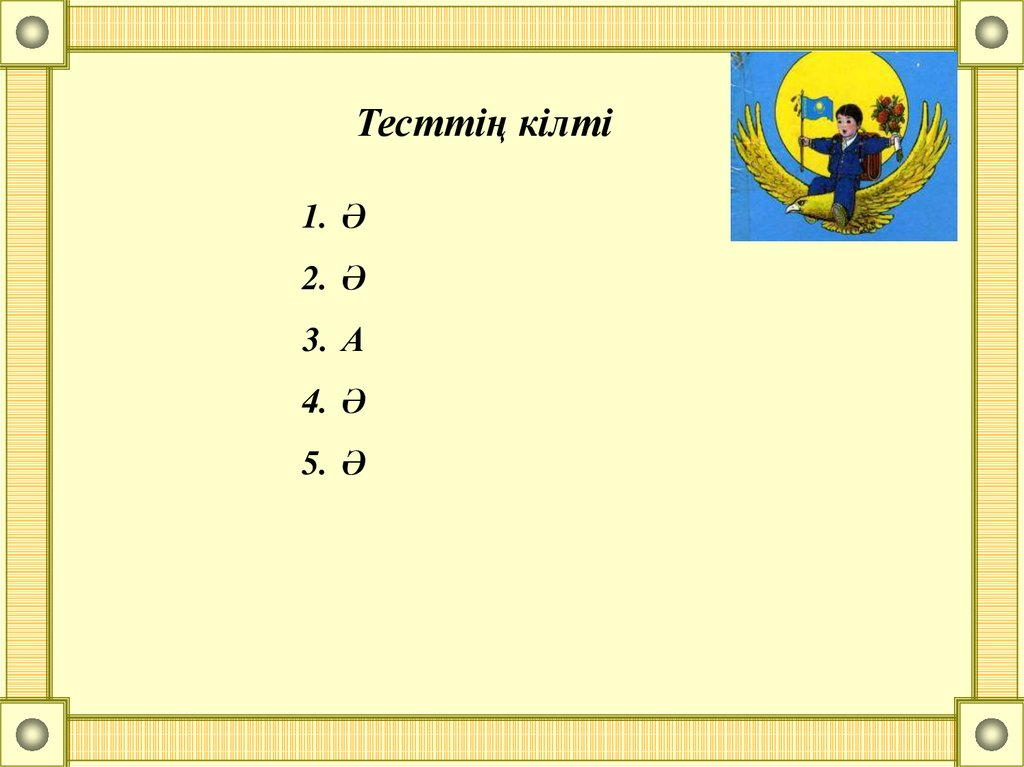 Тесттің кілті
1. Ә
2. Ә
3. А
4. Ә
5. Ә